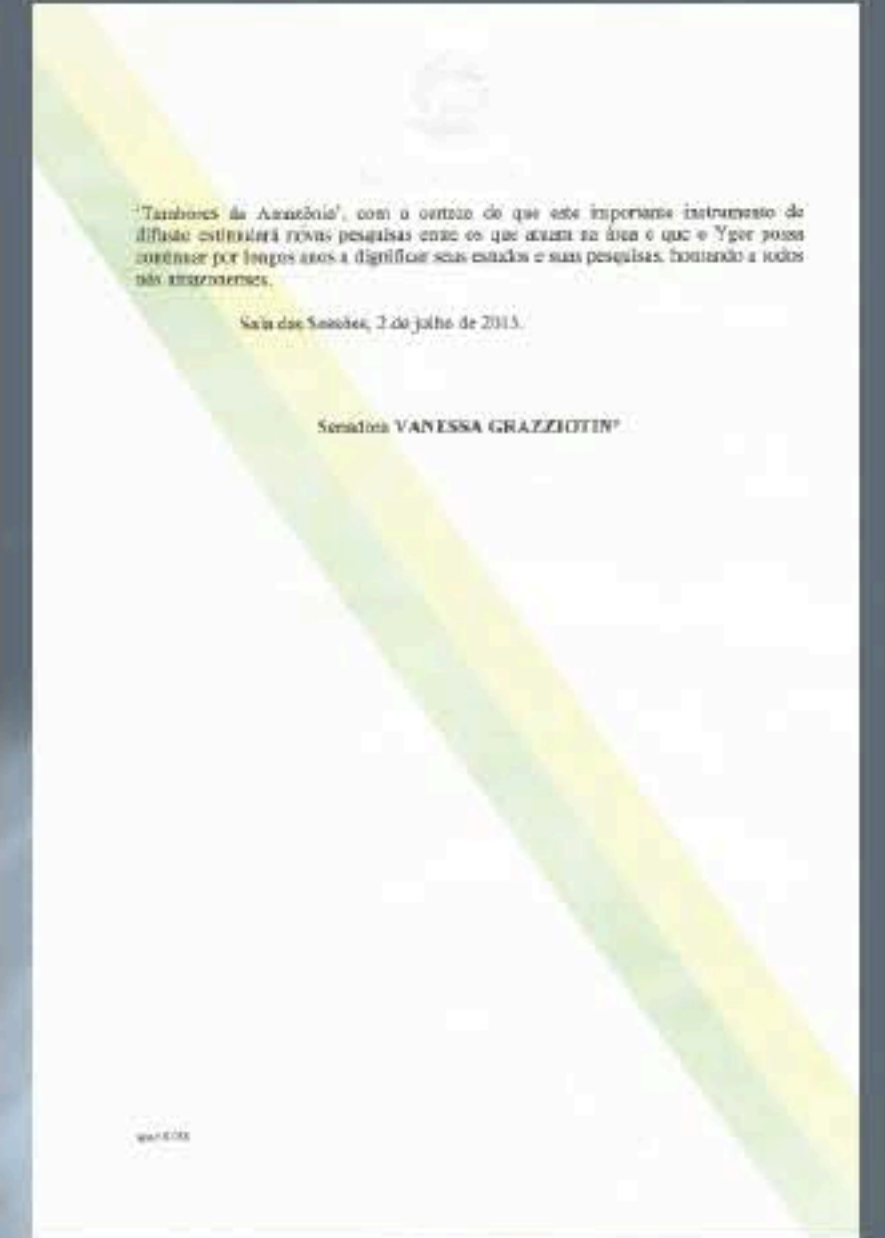 'Tambores da Amazônia', com a certeza de que este importante instrumento de
difusão estimulará novas pesquisas entre os que atuam na área e que o Ygor possa
continuar por longos anos a dignificar seus estudos e suas pesquisas, honrando a todos
nós amazonenses.
Sala das Sessões, 2 de julho de 2015.
Senadora VANESSA GRAZZIOTIN